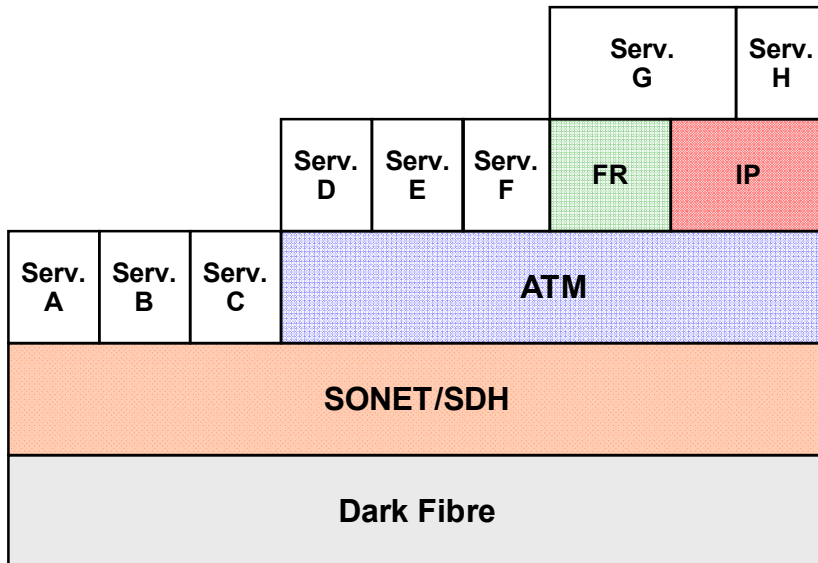 Serv.
G
Serv.
H
Serv.
D
Serv.
E
Serv.
F
FR
IP
Serv.
A
Serv.
B
Serv.
C
ATM
SONET/SDH
Dark Fibre